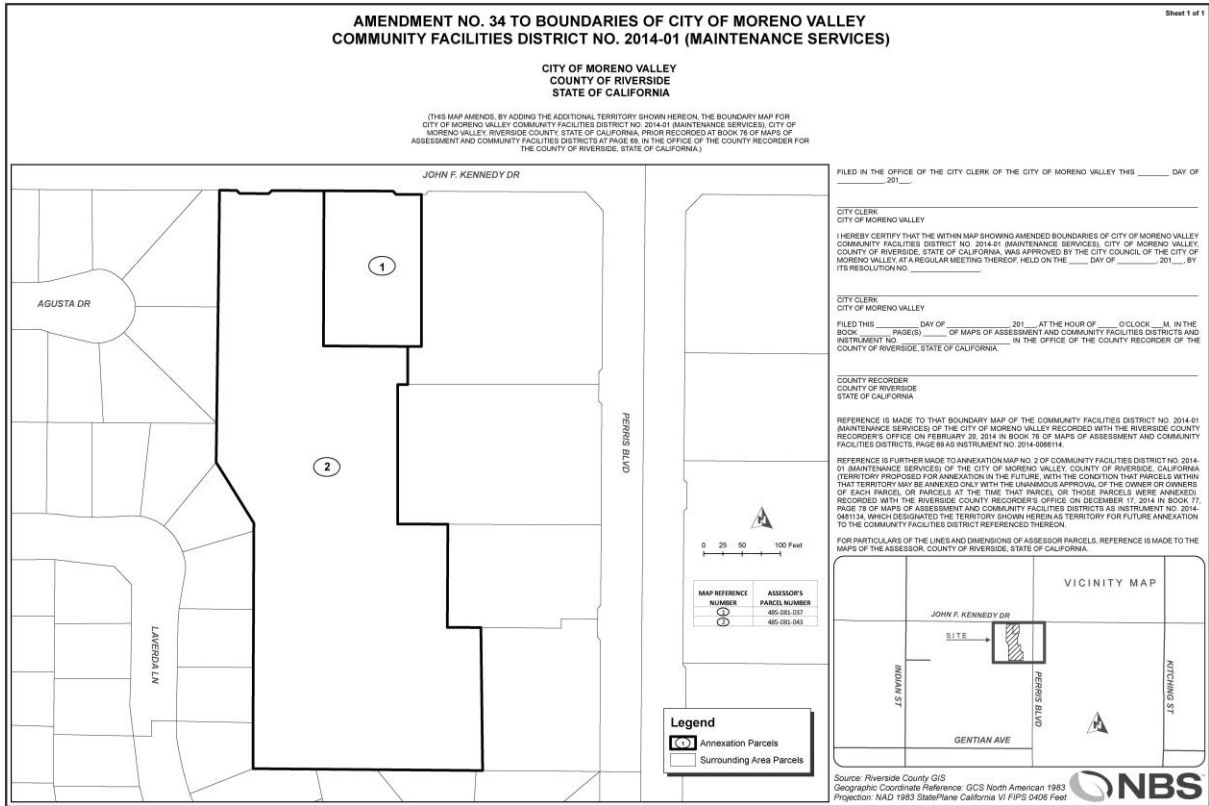 Sheet 1 of 1
AMENDMENT NO. 34 TO BOUNDARIES OF CITY OF MORENO VALLEY
COMMUNITY FACILITIES DISTRICT NO. 2014-01 (MAINTENANCE SERVICES)
CITY OF MORENO VALLEY
COUNTY OF RIVERSIDE
STATE OF CALIFORNIA
(THIS MAP AMENDS, BY ADDING THE ADDITIONAL TERRITORY SHOWN HEREON, THE BOUNDARY MAP FOR
CITY OF MORENO VALLEY COMMUNITY FACILITIES DISTRICT NO. 2014-01 (MAINTENANCE SERVICES), CITY OF
MORENO VALLEY, RIVERSIDE COUNTY, STATE OF CALIFORNIA, PRIOR RECORDED AT BOOK 76 OF MAPS OF
ASSESSMENT AND COMMUNITY FACILITIES DISTRICTS AT PAGE 69, IN THE OFFICE OF THE COUNTY RECORDER FOR
THE COUNTY OF RIVERSIDE, STATE OF CALIFORNIA.)
JOHN F. KENNEDY DR
1
AGUSTA DR
PERRIS BLVD
2
LAVERDA LN
0 25 50 100 Feet
MAP REFERENCE NUMBER ASSESSOR'S PARCEL NUMBER
1 485-081-037
2 485-081-043
Legend
1 Annexation Parcels
Surrounding Area Parcels
FILED IN THE OFFICE OF THE CITY CLERK OF THE CITY OF MORENO VALLEY THIS _______ DAY OF
__________, 201___.
CITY CLERK
CITY OF MORENO VALLEY
I HEREBY CERTIFY THAT THE WITHIN MAP SHOWING AMENDED BOUNDARIES OF CITY OF MORENO VALLEY
COMMUNITY FACILITIES DISTRICT NO. 2014-01 (MAINTENANCE SERVICES), CITY OF MORENO VALLEY,
COUNTY OF RIVERSIDE, STATE OF CALIFORNIA, WAS APPROVED BY THE CITY COUNCIL OF THE CITY OF
MORENO VALLEY, AT A REGULAR MEETING THEREOF, HELD ON THE ____ DAY OF _________, 201___, BY
ITS RESOLUTION NO. _______________.
CITY CLERK
CITY OF MORENO VALLEY
FILED THIS _________ DAY OF _____________, 201___, AT THE HOUR OF ____ O'CLOCK ___M, IN THE
BOOK _______ PAGE(S) _____ OF MAPS OF ASSESSMENT AND COMMUNITY FACILITIES DISTRICTS AND
INSTRUMENT NO. _______________________ IN THE OFFICE OF THE COUNTY RECORDER OF THE
COUNTY OF RIVERSIDE, STATE OF CALIFORNIA.
COUNTY RECORDER
COUNTY OF RIVERSIDE
STATE OF CALIFORNIA
REFERENCE IS MADE TO THAT BOUNDARY MAP OF THE COMMUNITY FACILITIES DISTRICT NO. 2014-01
(MAINTENANCE SERVICES) OF THE CITY OF MORENO VALLEY RECORDED WITH THE RIVERSIDE COUNTY
RECORDER'S OFFICE ON FEBRUARY 20, 2014 IN BOOK 76 OF MAPS OF ASSESSMENT AND COMMUNITY
FACILITIES DISTRICTS, PAGE 69 AS INSTRUMENT NO. 2014-0066114.
REFERENCE IS FURTHER MADE TO ANNEXATION MAP NO. 2 OF COMMUNITY FACILITIES DISTRICT NO. 2014-
01 (MAINTENANCE SERVICES) OF THE CITY OF MORENO VALLEY, COUNTY OF RIVERSIDE, CALIFORNIA
(TERRITORY PROPOSED FOR ANNEXATION IN THE FUTURE, WITH THE CONDITION THAT PARCELS WITHIN
THAT TERRITORY MAY BE ANNEXED ONLY WITH THE UNANIMOUS APPROVAL OF THE OWNER OR OWNERS
OF EACH PARCEL OR PARCELS AT THE TIME THAT PARCEL OR THOSE PARCELS WERE ANNEXED)
RECORDED WITH THE RIVERSIDE COUNTY RECORDER'S OFFICE ON DECEMBER 17, 2014 IN BOOK 77,
PAGE 78 OF MAPS OF ASSESSMENT AND COMMUNITY FACILITIES DISTRICTS AS INSTRUMENT NO. 2014-
0481134, WHICH DESIGNATED THE TERRITORY SHOWN HEREIN AS TERRITORY FOR FUTURE ANNEXATION
TO THE COMMUNITY FACILITIES DISTRICT REFERENCED THEREON.
FOR PARTICULARS OF THE LINES AND DIMENSIONS OF ASSESSOR PARCELS, REFERENCE IS MADE TO THE
MAPS OF THE ASSESSOR, COUNTY OF RIVERSIDE, STATE OF CALIFORNIA.
VICINITY MAP
JOHN F. KENNEDY DR
SITE
INDIAN ST
PERRIS BLVD
KITCHING ST
GENTIAN AVE
Source: Riverside County GIS
Geographic Coordinate Reference: GCS North American 1983
Projection: NAD 1983 StatePlane California VI FIPS 0406 Feet
NBS